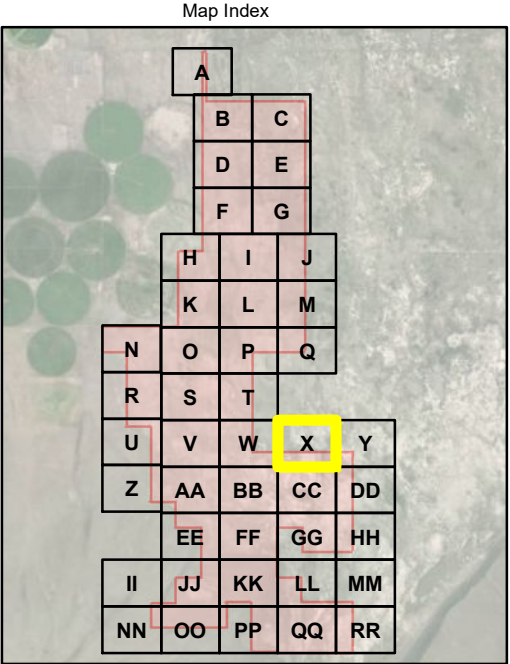 Map Index
A
B C
D E
F G
H I J
K L M
N O P Q
R S T
U V W X Y
Z AA BB CC DD
EE FF GG HH
II JJ KK LL MM
NN OO PP QQ RR